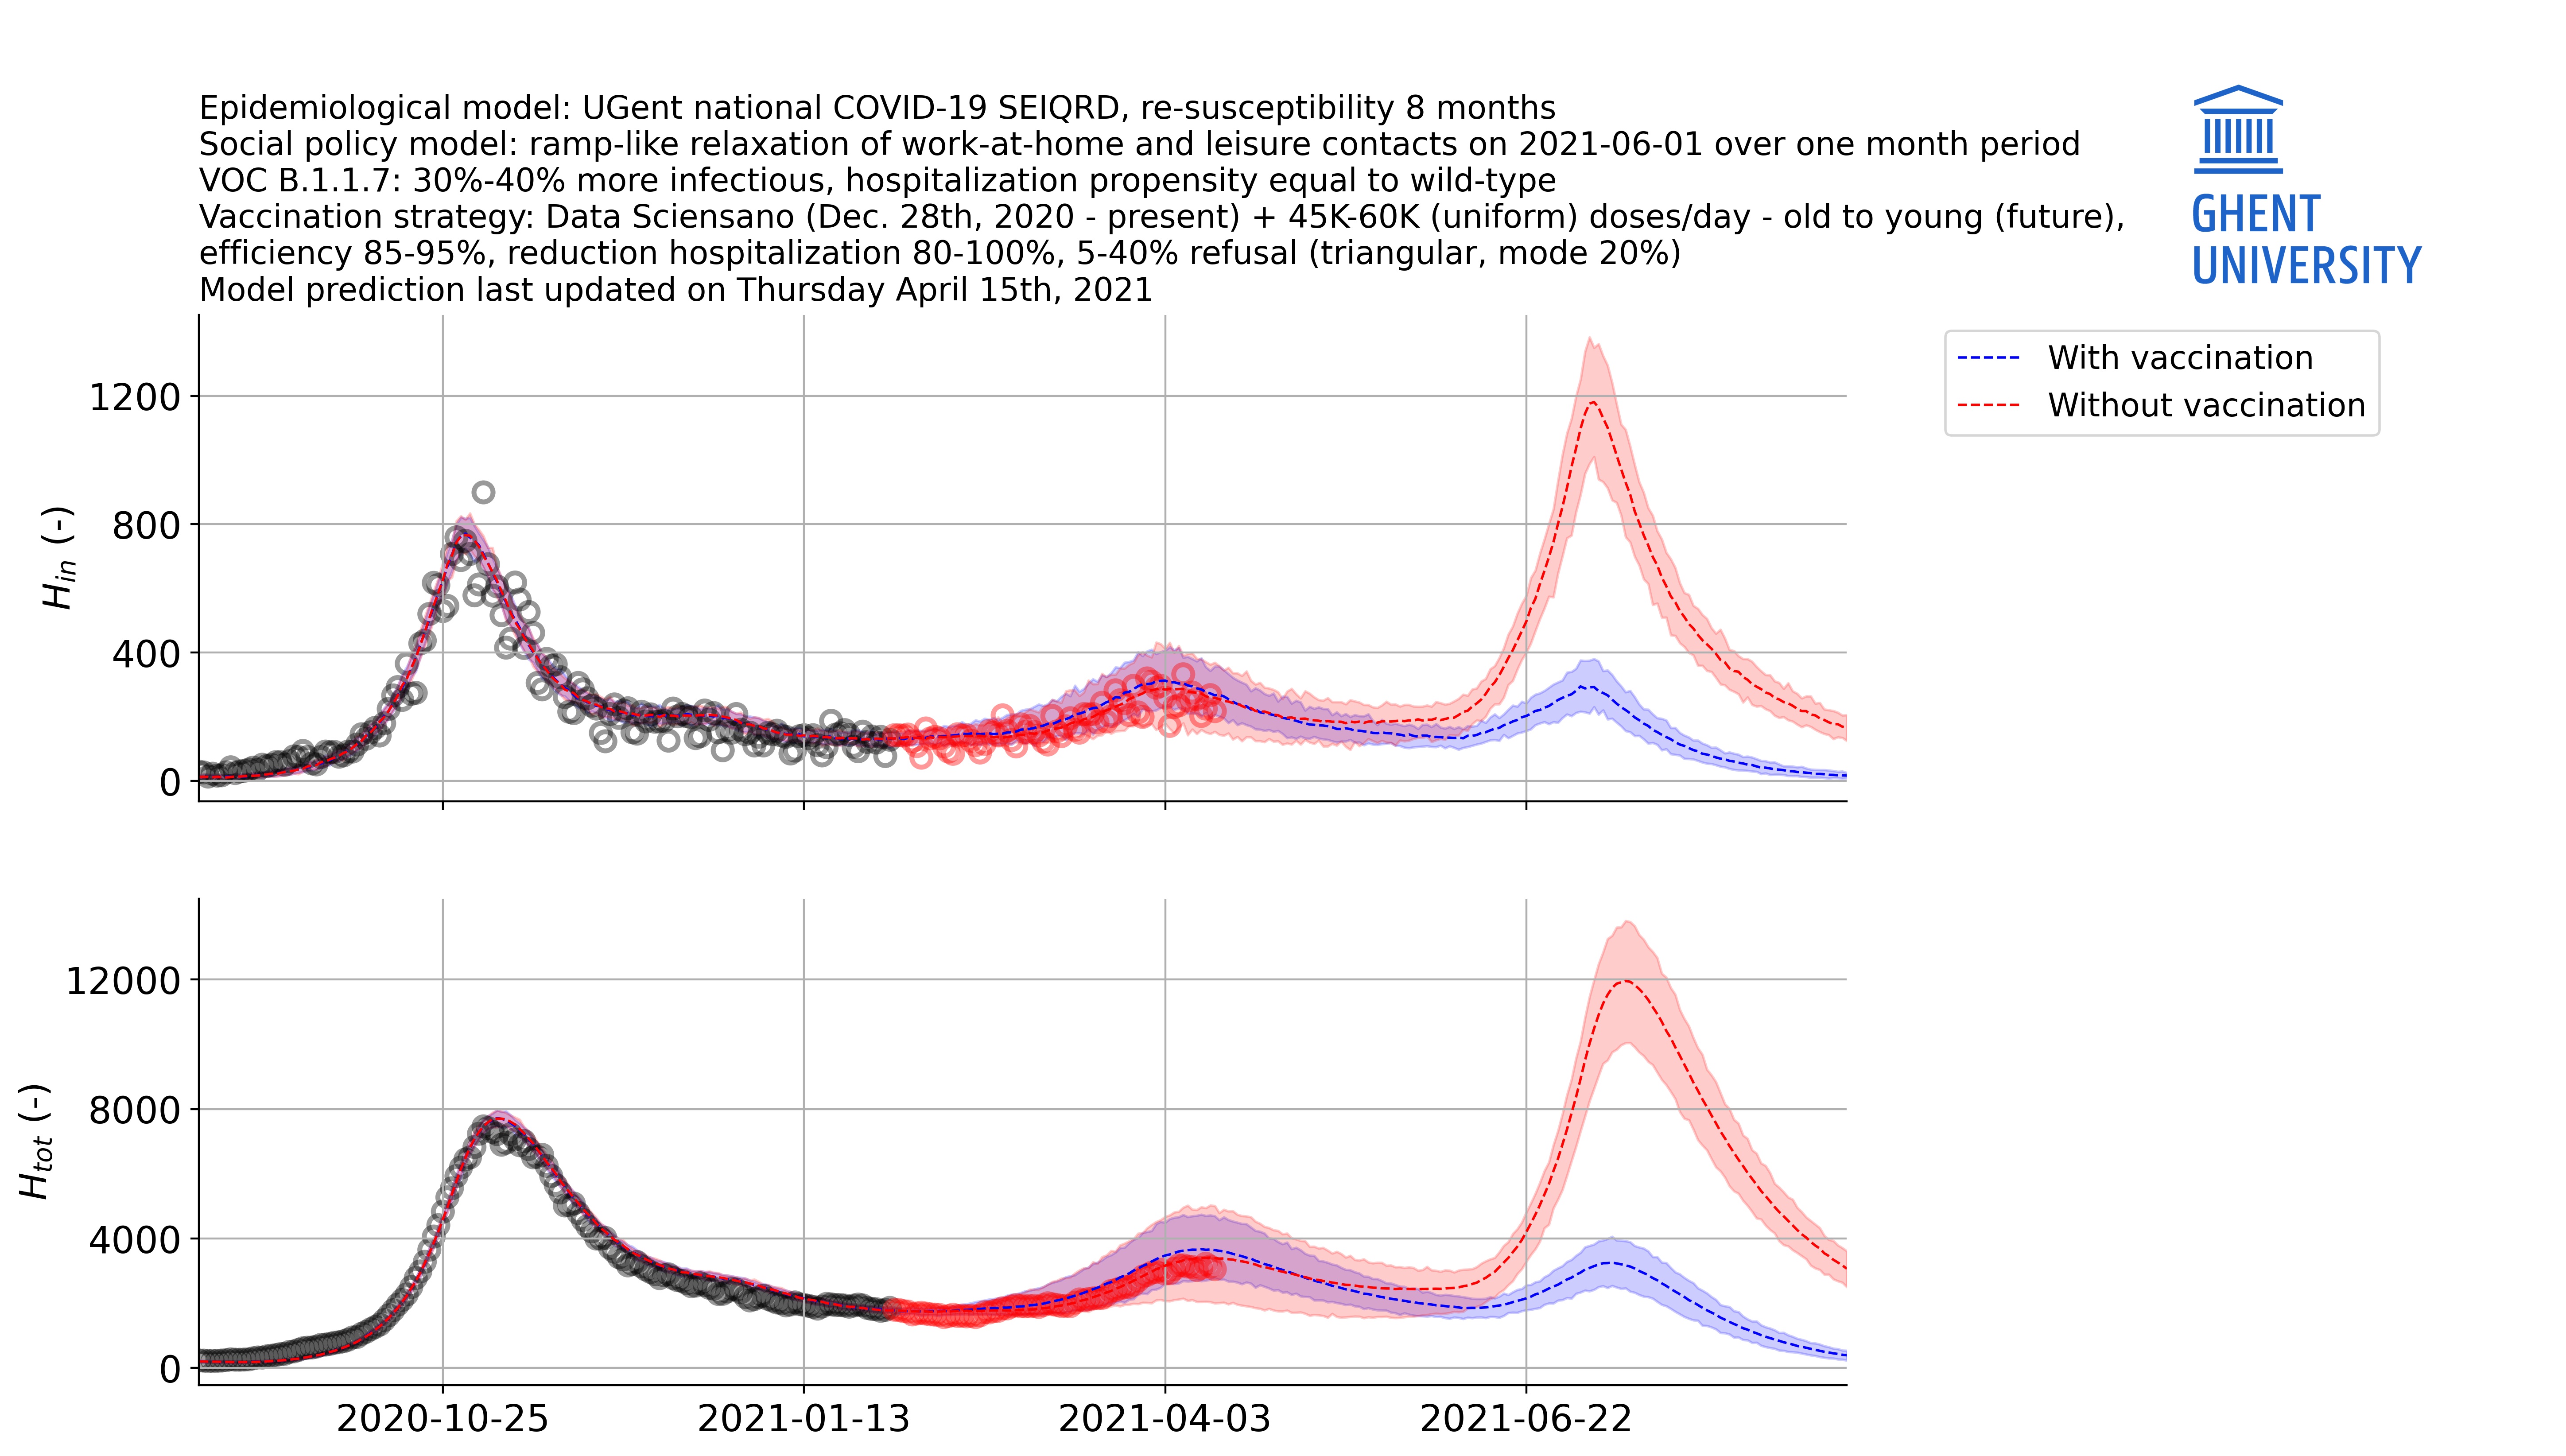 Epidemiological model: UGent national COVID-19 SEIQRD, re-susceptibility 8 months
Social policy model: ramp-like relaxation of work-at-home and leisure contacts on 2021-06-01 over one month period
VOC B.1.1.7: 30%-40% more infectious, hospitalization propensity equal to wild-type
Vaccination strategy: Data Sciensano (Dec. 28th, 2020 - present) + 45K-60K (uniform) doses/day - old to young (future),
efficiency 85-95%, reduction hospitalization 80-100%, 5-40% refusal (triangular, mode 20%)
Model prediction last updated on Thursday April 15th, 2021
GHENT
UNIVERSITY
With vaccination
Without vaccination
1200
800
400
0
H_in (-)
12000
8000
4000
0
H_tot (-)
2020-10-25
2021-01-13
2021-04-03
2021-06-22